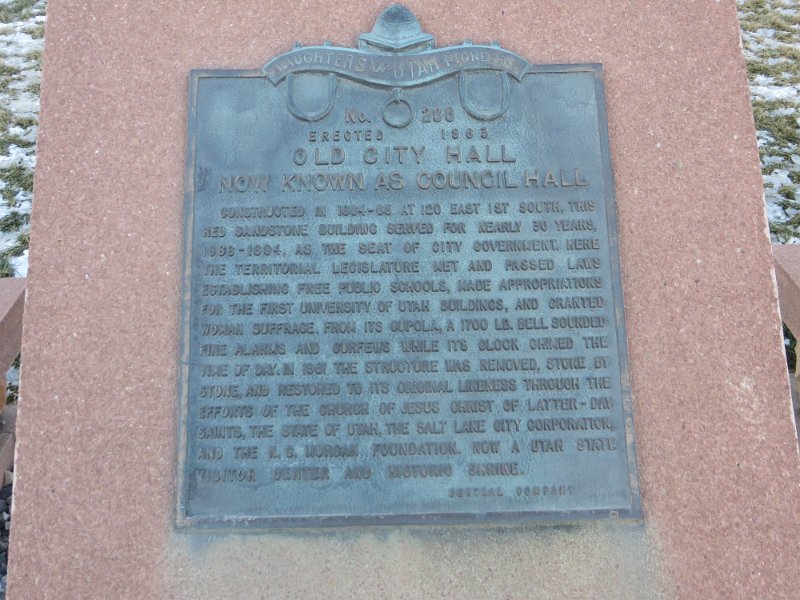 DAUGHTERS OF UTAH PIONEERS
No. 286
ERECTED 1963
OLD CITY HALL
NOW KNOWN AS COUNCIL HALL
CONSTRUCTED IN 1864-66 AT 120 EAST 1ST SOUTH, THIS
RED SANDSTONE BUILDING SERVED FOR NEARLY 30 YEARS,
1866-1894, AS THE SEAT OF CITY GOVERNMENT. HERE
THE TERRITORIAL LEGISLATURE MET AND PASSED LAWS
ESTABLISHING FREE PUBLIC SCHOOLS, MADE APPROPRIATIONS
FOR THE FIRST UNIVERSITY OF UTAH BUILDINGS, AND GRANTED
WOMAN SUFFRAGE. FROM ITS CUPOLA, A 1700 LB. BELL SOUNDED
FIRE ALARMS AND CURFEWS WHILE ITS CLOCK CHIMED THE
TIME OF DAY. IN 1961 THE STRUCTURE WAS REMOVED, STONE BY
STONE, AND RESTORED TO ITS ORIGINAL LIKENESS THROUGH THE
EFFORTS OF THE CHURCH OF JESUS CHRIST OF LATTER-DAY
SAINTS, THE STATE OF UTAH, THE SALT LAKE CITY CORPORATION,
AND THE N. G. MORGAN FOUNDATION. NOW A UTAH STATE
VISITOR CENTER AND HISTORIC SHRINE.
CENTRAL COMPANY